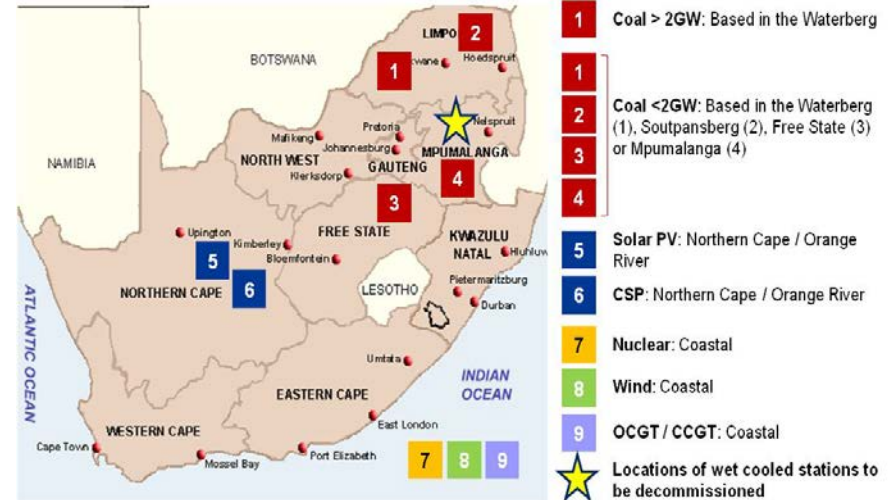 LIMPO
2
BOTSWANA
1
kwane
Hoedspruit
NAMIBIA
Mafikeng
Pretoria
Nelspruit
Johannesburg
MPUMALANGA
NORTH WEST
GAUTENG
Klerksdorp
4
3
FREE STATE
KWAZULU
NATAL
Upington
Kimberley
Bloemfontein
Hluhluw
5
6
NORTHERN CAPE
LESOTHO
Pietermaritzburg
Durban
ATLANTIC OCEAN
Umtata
INDIAN
OCEAN
EASTERN CAPE
WESTERN CAPE
East London
Cape Town
Mossel Bay
Port Elizabeth
7 8 9
1 Coal > 2GW: Based in the Waterberg
1
2
3
4
Coal <2GW: Based in the Waterberg
(1), Soutpansberg (2), Free State (3)
or Mpumalanga (4)
5 Solar PV: Northern Cape / Orange
River
6 CSP: Northern Cape / Orange River
7 Nuclear: Coastal
8 Wind: Coastal
9 OCGT / CCGT: Coastal
Locations of wet cooled stations to
be decommissioned